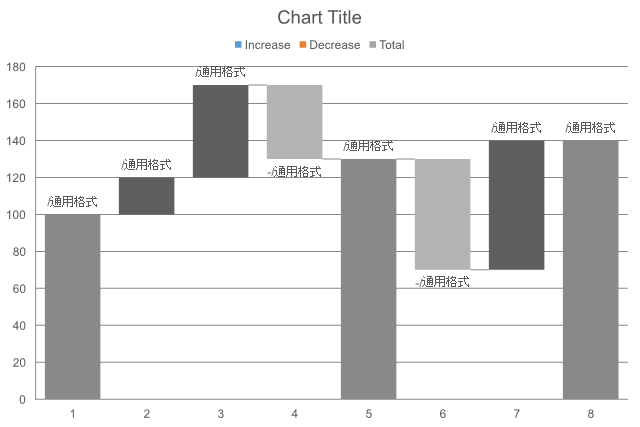 Chart Title
Increase Decrease Total
180
/通用格式
160
140
/通用格式 /通用格式
/通用格式
/通用格式
120
-/通用格式
100
/通用格式
80
60
-/通用格式
40
20
0
1 2 3 4 5 6 7 8